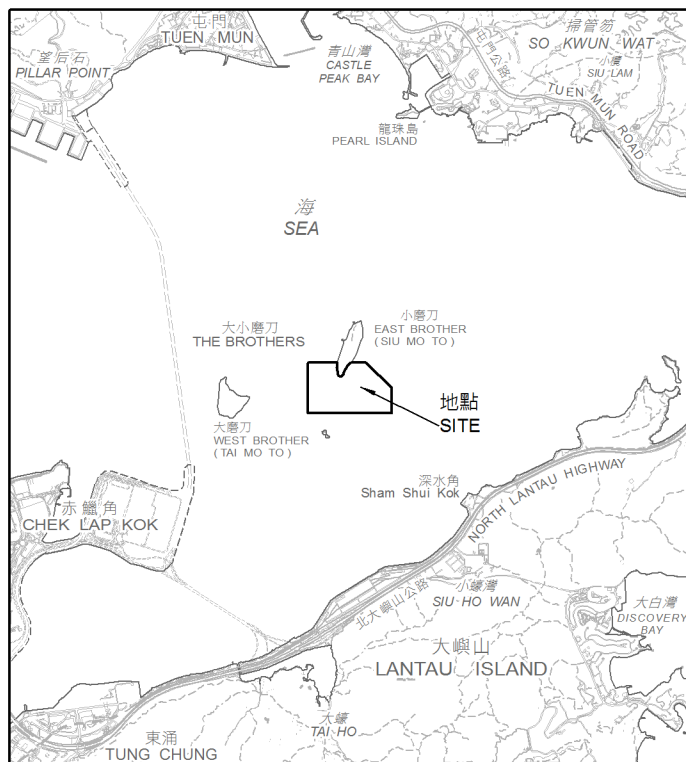 屯門
TUEN MUN
望后石
PILLAR POINT
青山灣
CASTLE
PEAK BAY
屯門公路
掃管笏
SO KWUN WAT
小欖
SIU LAM
TUEN MUN ROAD
龍珠島
PEARL ISLAND
海
SEA
大小磨刀
THE BROTHERS
小磨刀
EAST BROTHER
(SIU MO TO)
地點
SITE
大磨刀
WEST BROTHER
(TAI MO TO)
深水角
Sham Shui Kok
NORTH LANTAU HIGHWAY
赤鱲角
CHEK LAP KOK
北大嶼山公路
小蠔灣
SIU HO WAN
大白灣
DISCOVERY
BAY
大嶼山
LANTAU ISLAND
大蠔
TAI HO
東涌
TUNG CHUNG